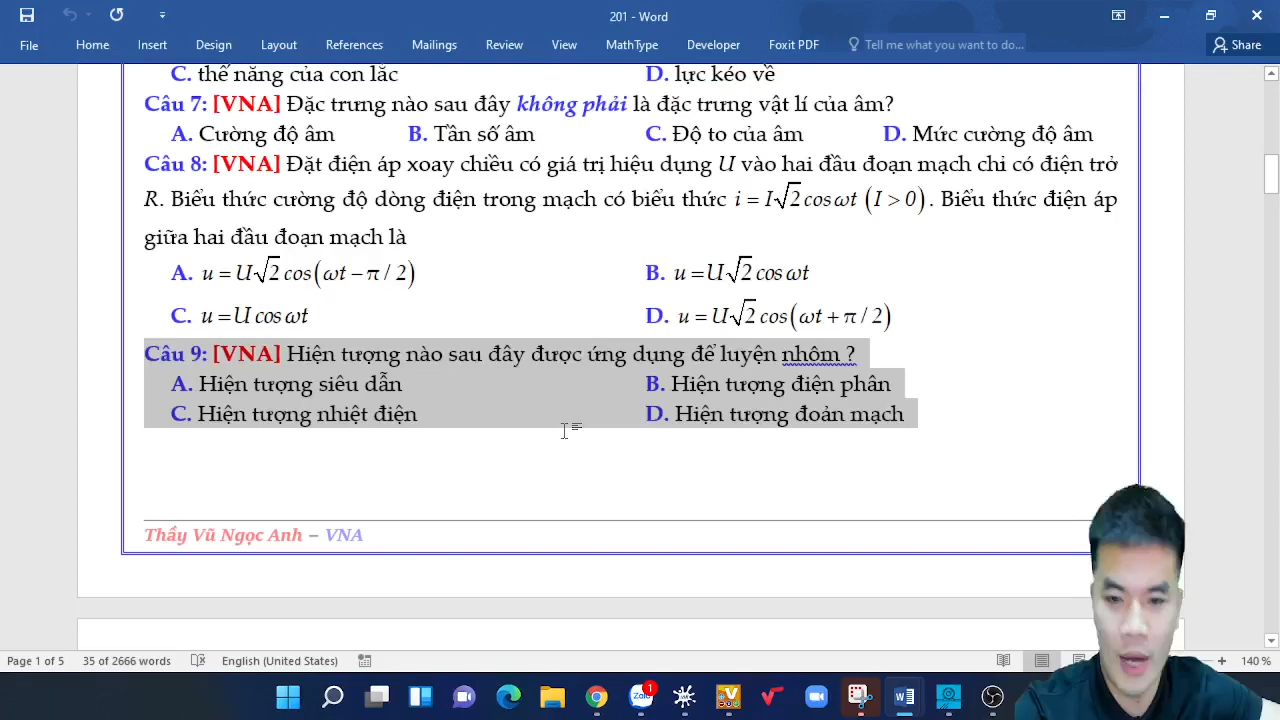 201 - Word
File Home Insert Design Layout References Mailings Review View MathType Developer Foxit PDF Tell me what you want to do... Share
C. thế năng của con lắc D. lực kéo về
Câu 7: [VNA] Đặc trưng nào sau đây không phải là đặc trưng vật lí của âm?
A. Cường độ âm B. Tần số âm C. Độ to của âm D. Mức cường độ âm
Câu 8: [VNA] Đặt điện áp xoay chiều có giá trị hiệu dụng U vào hai đầu đoạn mạch chỉ có điện trở
R. Biểu thức cường độ dòng điện trong mạch có biểu thức i = I√2 cos ωt (I > 0). Biểu thức điện áp
giữa hai đầu đoạn mạch là
A. u = U√2 cos(ωt − π / 2) B. u = U√2 cos ωt
C. u = U cos ωt D. u = U√2 cos(ωt + π / 2)
Câu 9: [VNA] Hiện tượng nào sau đây được ứng dụng để luyện nhôm ?
A. Hiện tượng siêu dẫn B. Hiện tượng điện phân
C. Hiện tượng nhiệt điện D. Hiện tượng đoản mạch
Thầy Vũ Ngọc Anh – VNA
Page 1 of 5 35 of 2666 words English (United States) 140 %
Zalo 1